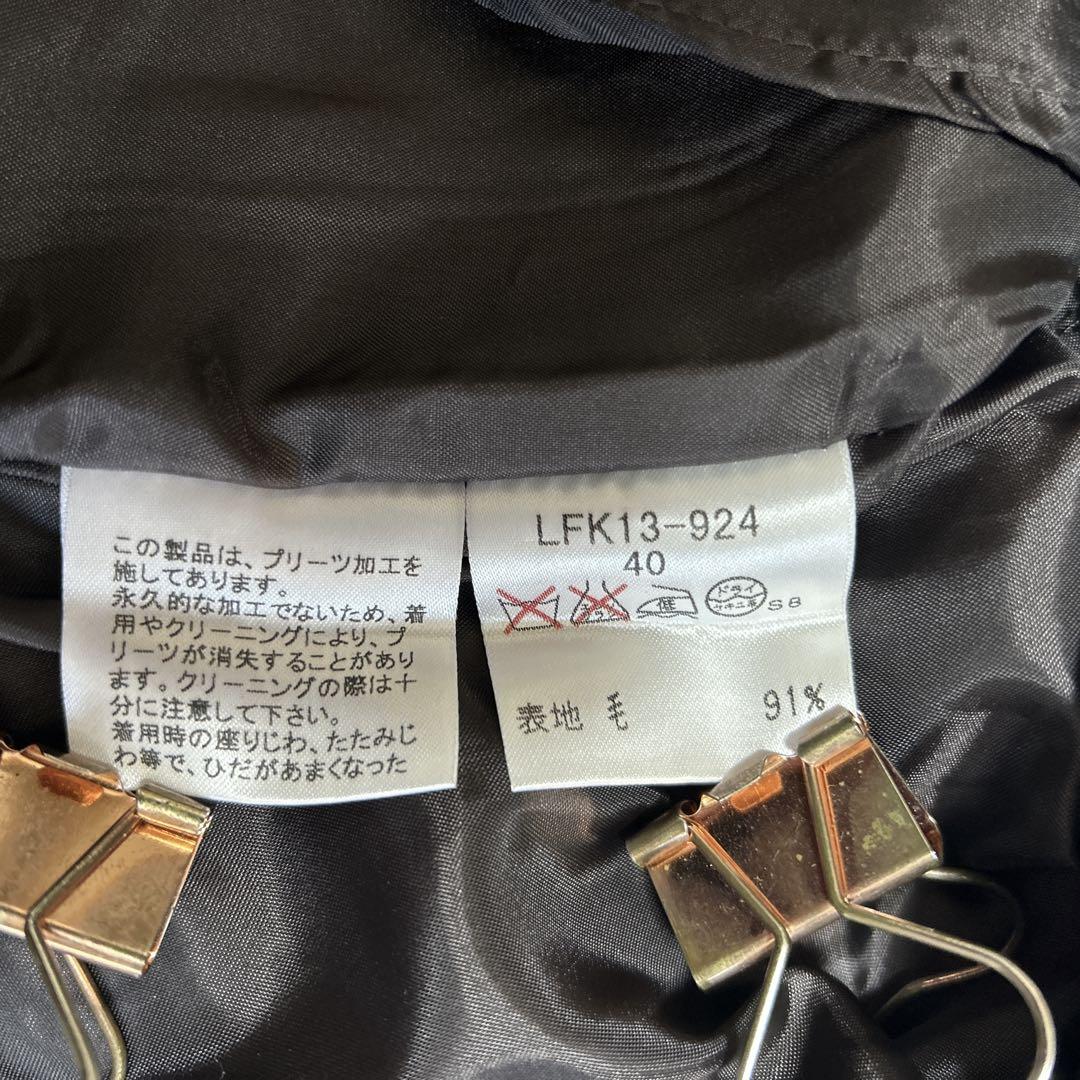 この製品は、プリーツ加工を
施してあります。
永久的な加工でないため、着
用やクリーニングにより、プ
リーツが消失することがあり
ます。クリーニングの際は十
分に注意して下さい。
着用時の座りじわ、たたみじ
わ等で、ひだがあまくなった
LFK13-924
40
ドライ S8
表地 毛 91%